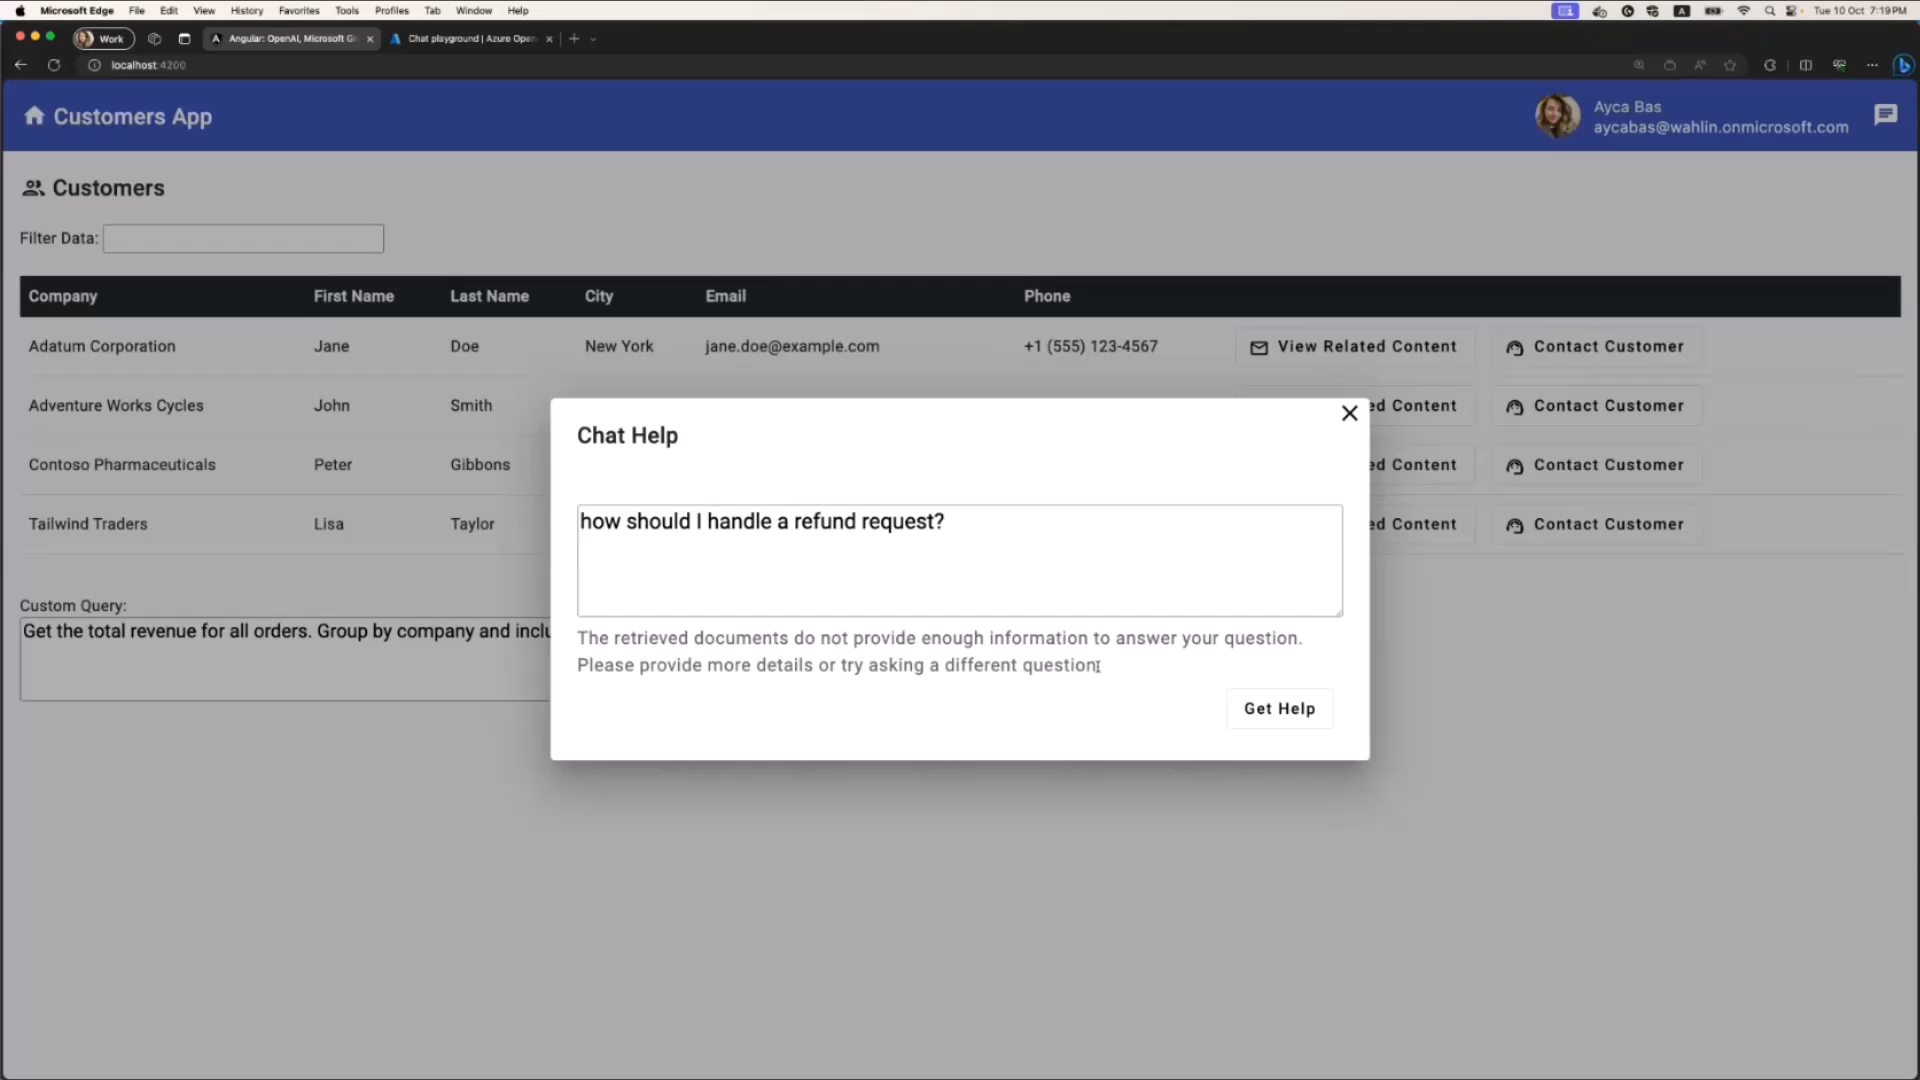 Microsoft Edge File Edit View History Favorites Tools Profiles Tab Window Help
A Tue 10 Oct 7:19 PM
Work Angular: OpenAI, Microsoft Gr Chat playground | Azure Open
localhost:4200
Customers App
Ayca Bas
aycabas@wahlin.onmicrosoft.com
Customers
Filter Data:
Company First Name Last Name City Email Phone
Adatum Corporation Jane Doe New York jane.doe@example.com +1 (555) 123-4567 View Related Content Contact Customer
Adventure Works Cycles John Smith ed Content Contact Customer
Contoso Pharmaceuticals Peter Gibbons ed Content Contact Customer
Tailwind Traders Lisa Taylor ed Content Contact Customer
Custom Query:
Get the total revenue for all orders. Group by company and inclu
Chat Help
how should I handle a refund request?
The retrieved documents do not provide enough information to answer your question.
Please provide more details or try asking a different question.
Get Help